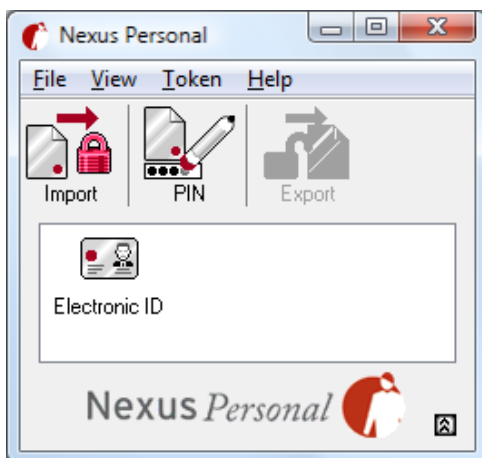 Nexus Personal
File View Token Help
Import PIN Export
Electronic ID
Nexus Personal